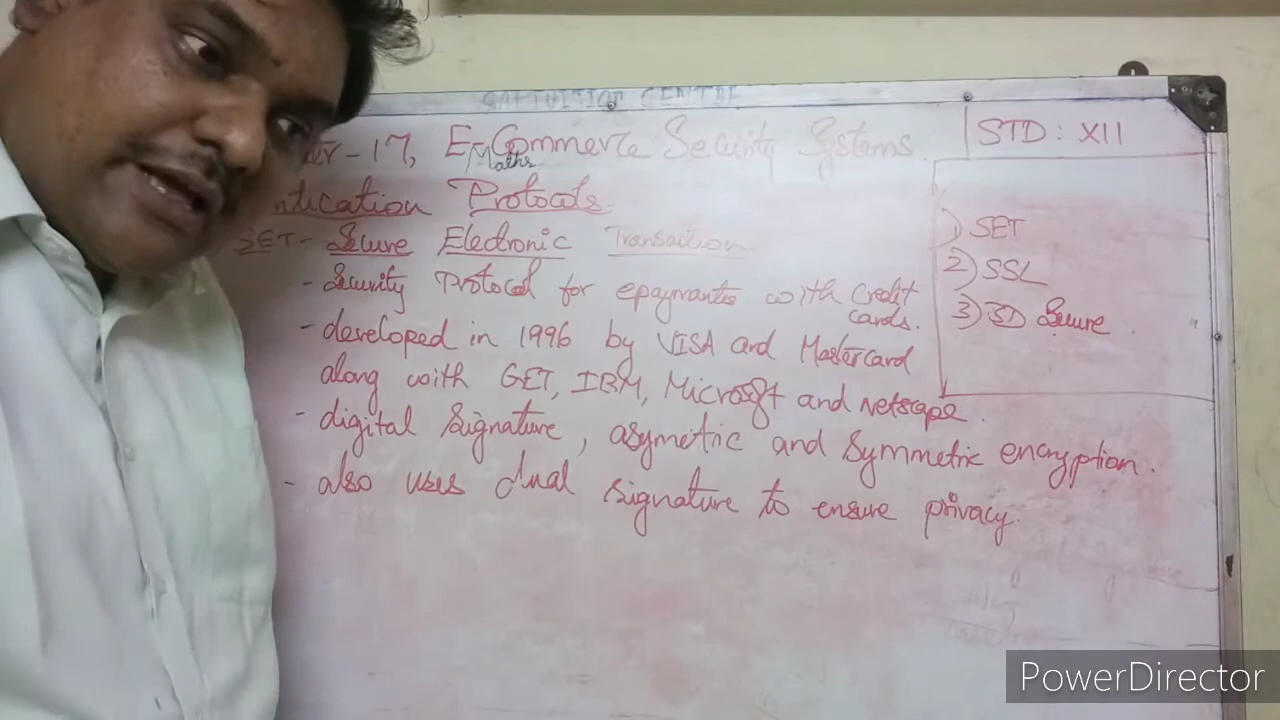 TUITION CENTRE
STD : XII
- 17, E-Commerce Security Systems
Maths
ntication Protocols.
SET - Secure Electronic Transaction
- Security Protocol for epayments with Credit
cards.
- developed in 1996 by VISA and Mastercard
along with GET, IBM, Microsoft and Netscape.
- digital signature, asymetric and symmetric encryption.
- also uses dual signature to ensure privacy.
1) SET
2) SSL
3) 3D Secure.
PowerDirector